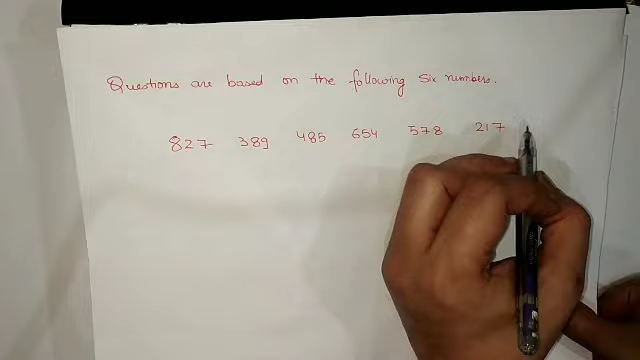 Questions are based on the following Six numbers.
827 389 485 654 578 217